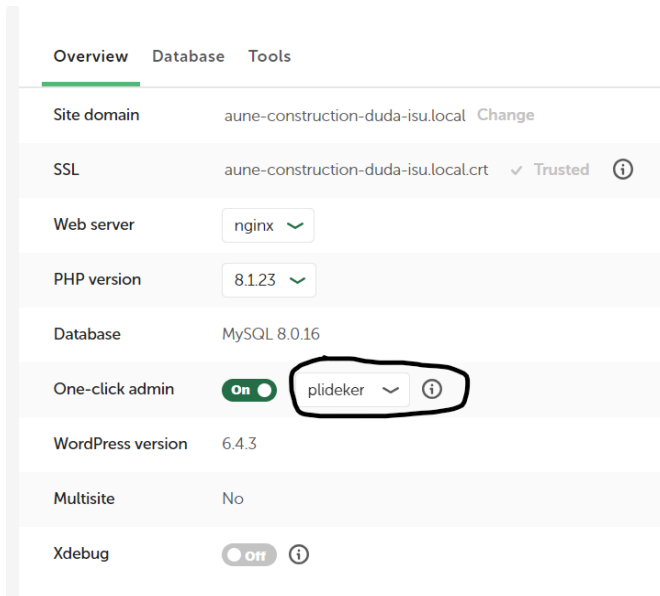 Overview Database Tools
Site domain aune-construction-duda-isu.local Change
SSL aune-construction-duda-isu.local.crt Trusted
Web server nginx
PHP version 8.1.23
Database MySQL 8.0.16
One-click admin On plideker
WordPress version 6.4.3
Multisite No
Xdebug Off